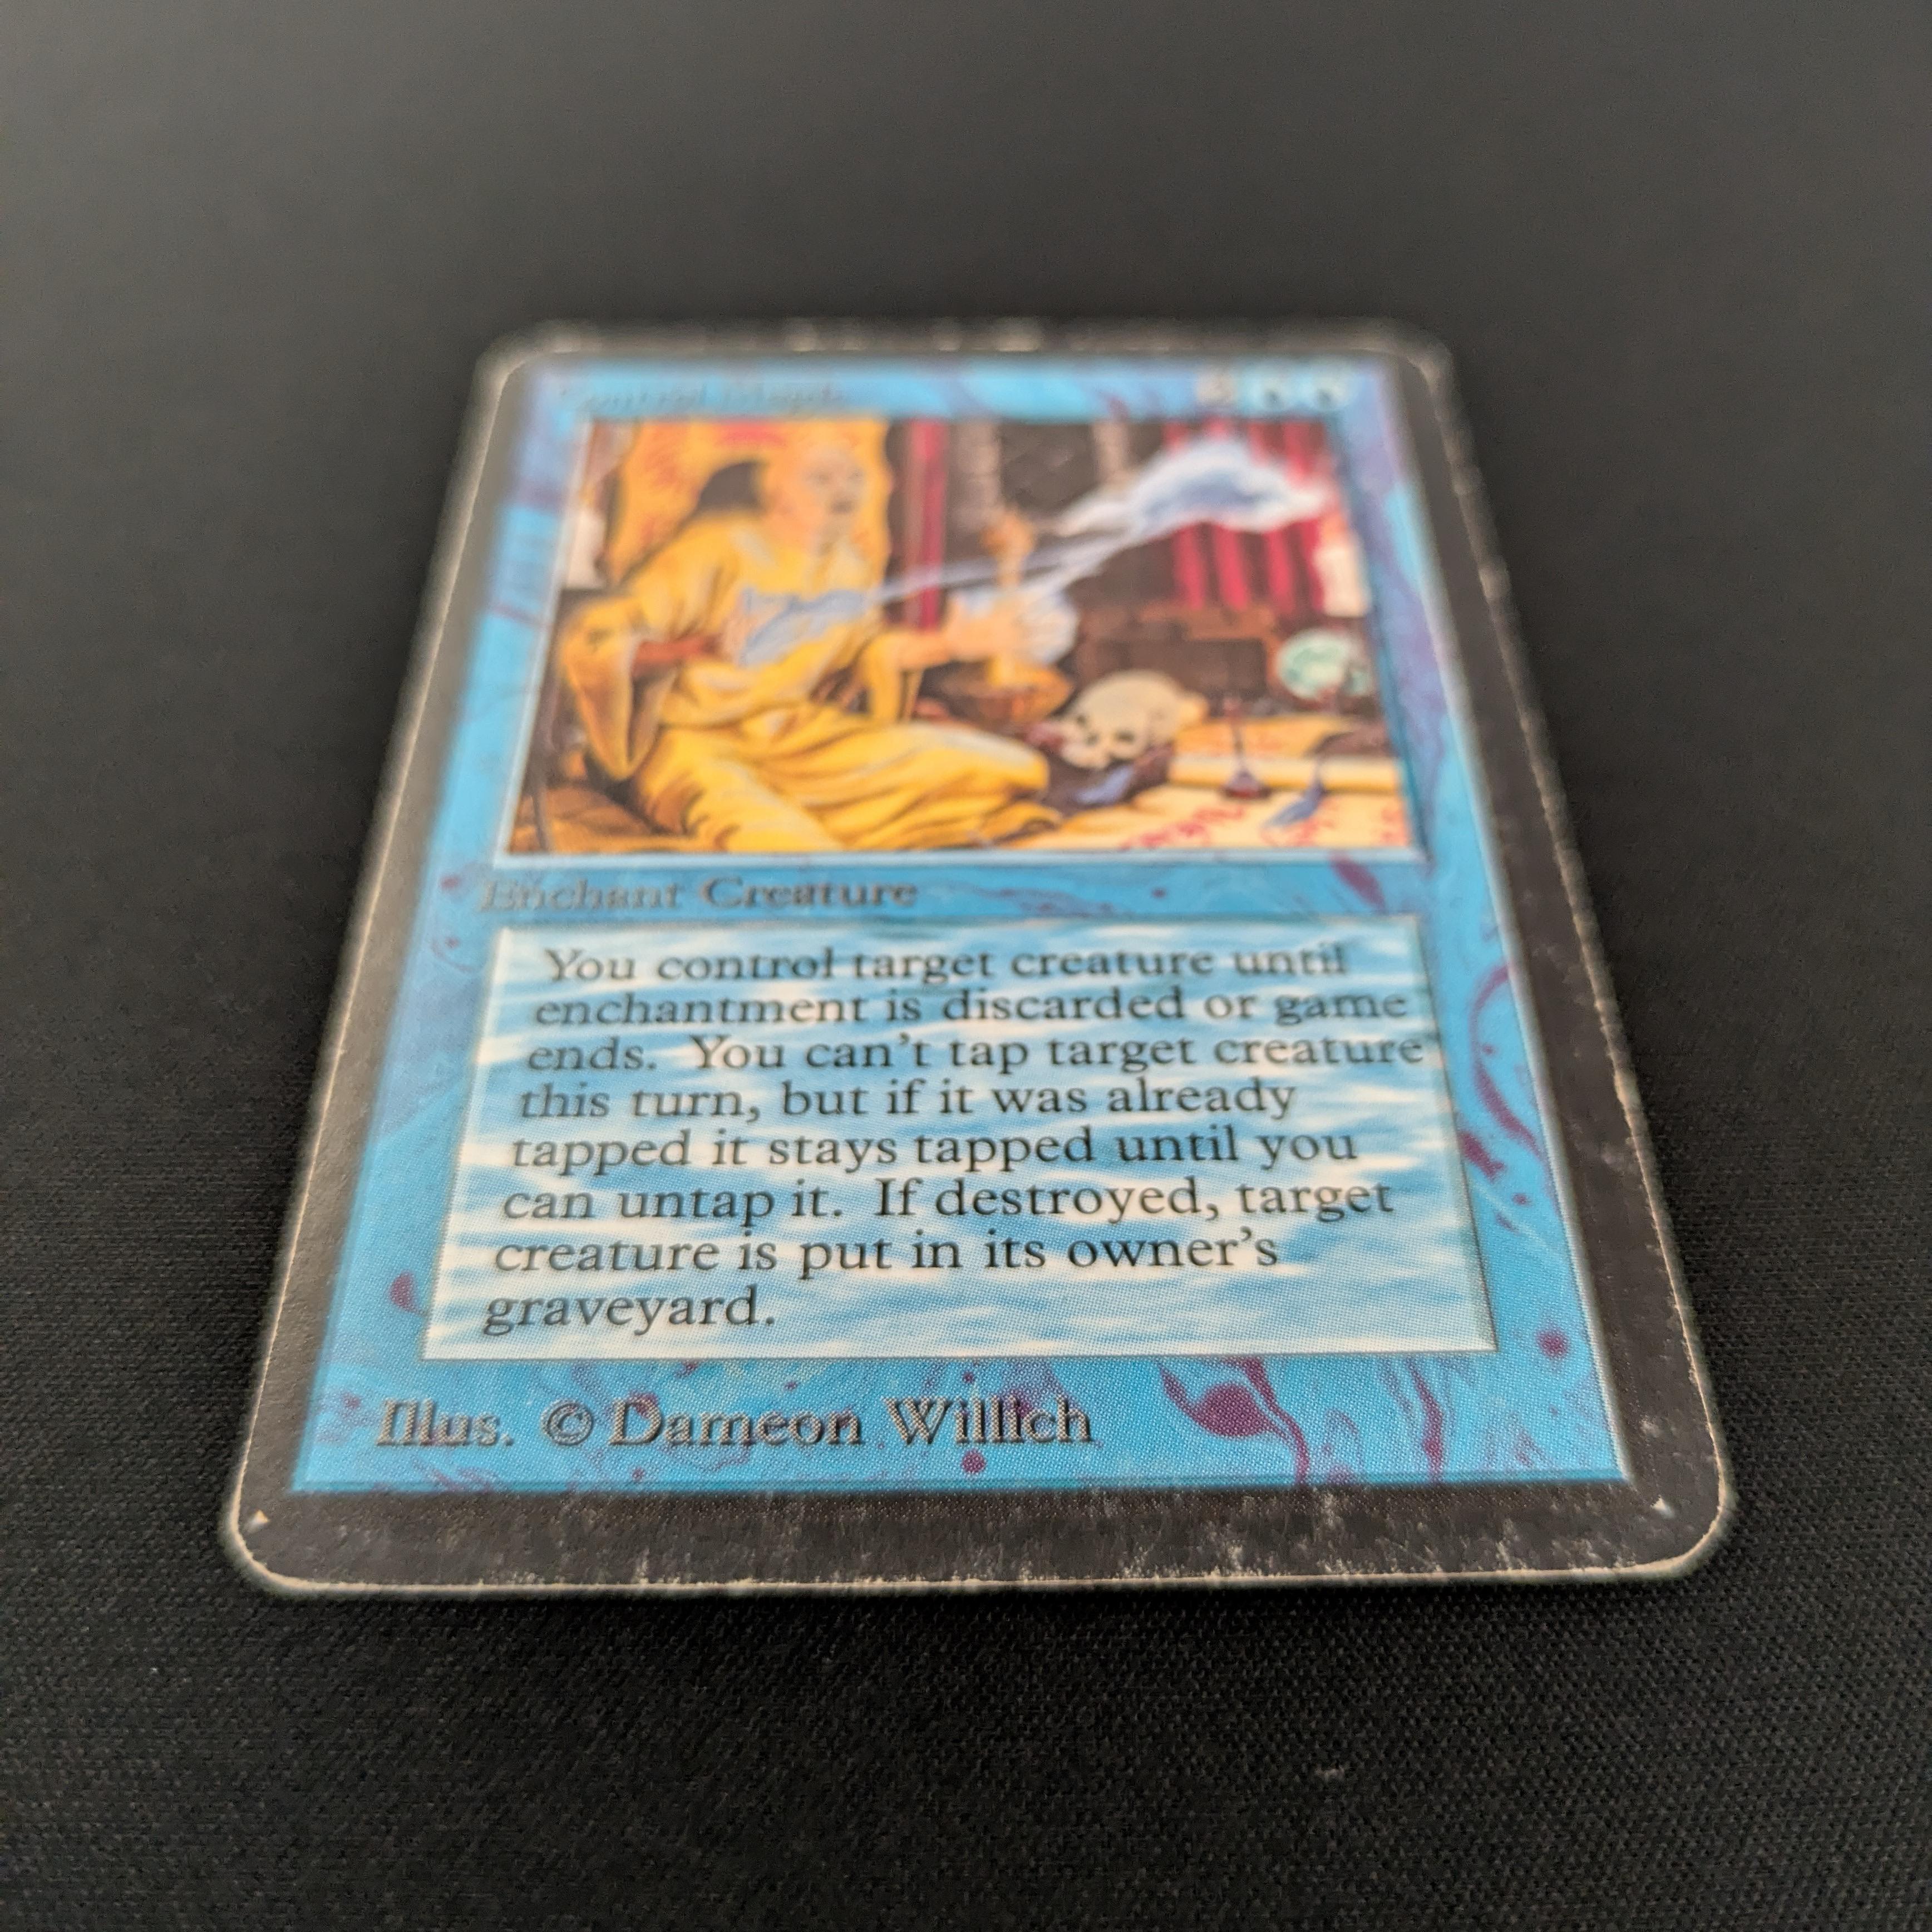 Control Magic
Enchant Creature
You control target creature until
enchantment is discarded or game
ends. You can't tap target creature
this turn, but if it was already
tapped it stays tapped until you
can untap it. If destroyed, target
creature is put in its owner's
graveyard.
Illus. © Dameon Willich